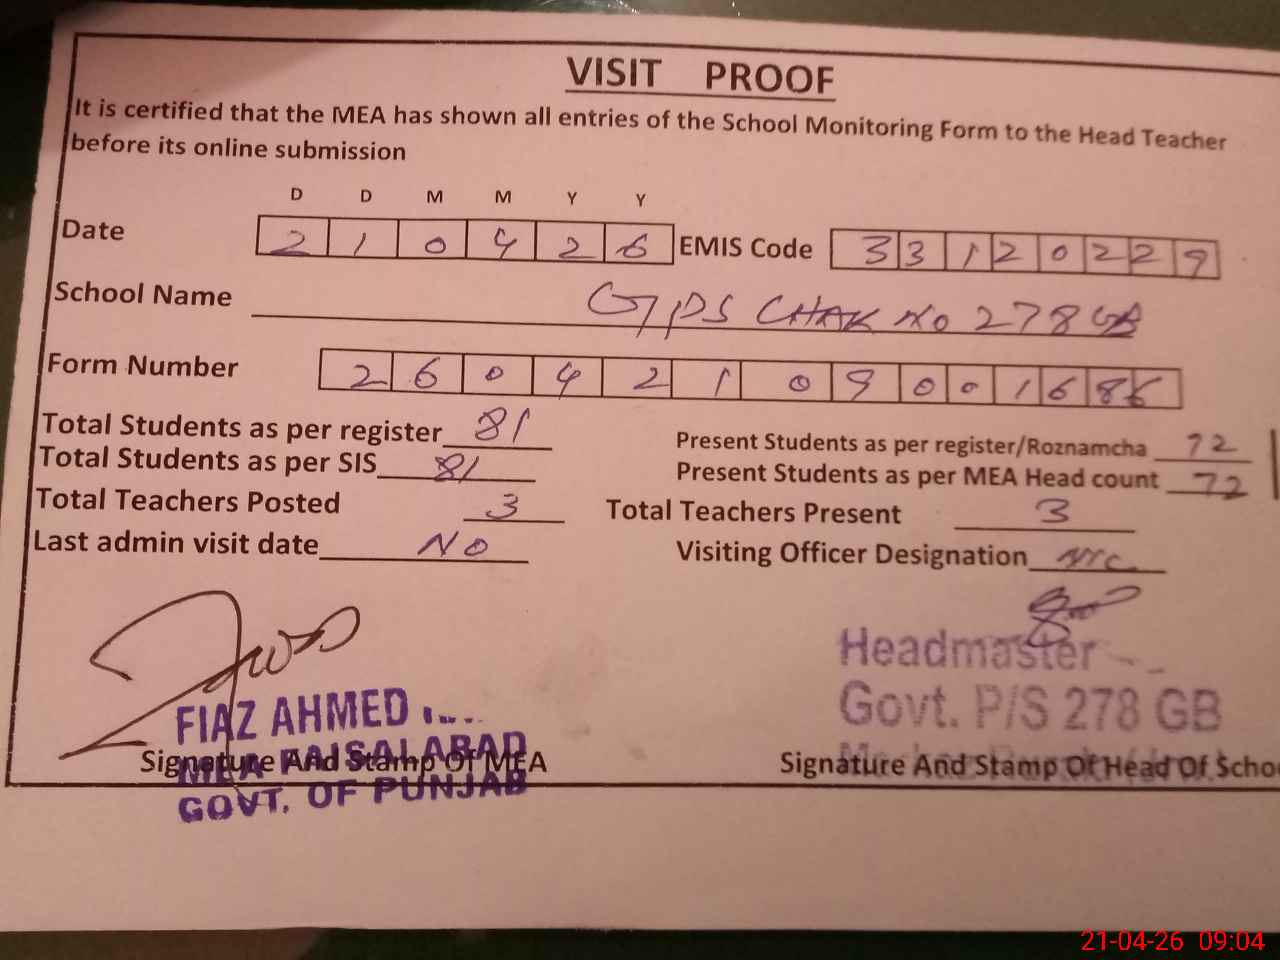 VISIT PROOF
It is certified that the MEA has shown all entries of the School Monitoring Form to the Head Teacher
before its online submission
D D M M Y Y
Date 2 1 0 4 2 6 EMIS Code 3 3 1 2 0 2 2 9
School Name GPS CHAK No 278 GB
Form Number 2 6 0 4 2 1 0 9 0 0 1 6 8 6
Total Students as per register 81 Present Students as per register/Roznamcha 72
Total Students as per SIS 81 Present Students as per MEA Head count 72
Total Teachers Posted 3 Total Teachers Present 3
Last admin visit date NO Visiting Officer Designation
FIAZ AHMED
MEA FAISALABAD
GOVT. OF PUNJAB
Signature And Stamp Of MEA
Headmaster
Govt. P/S 278 GB
Signature And Stamp Of Head Of Schoo
21-04-26 09:04